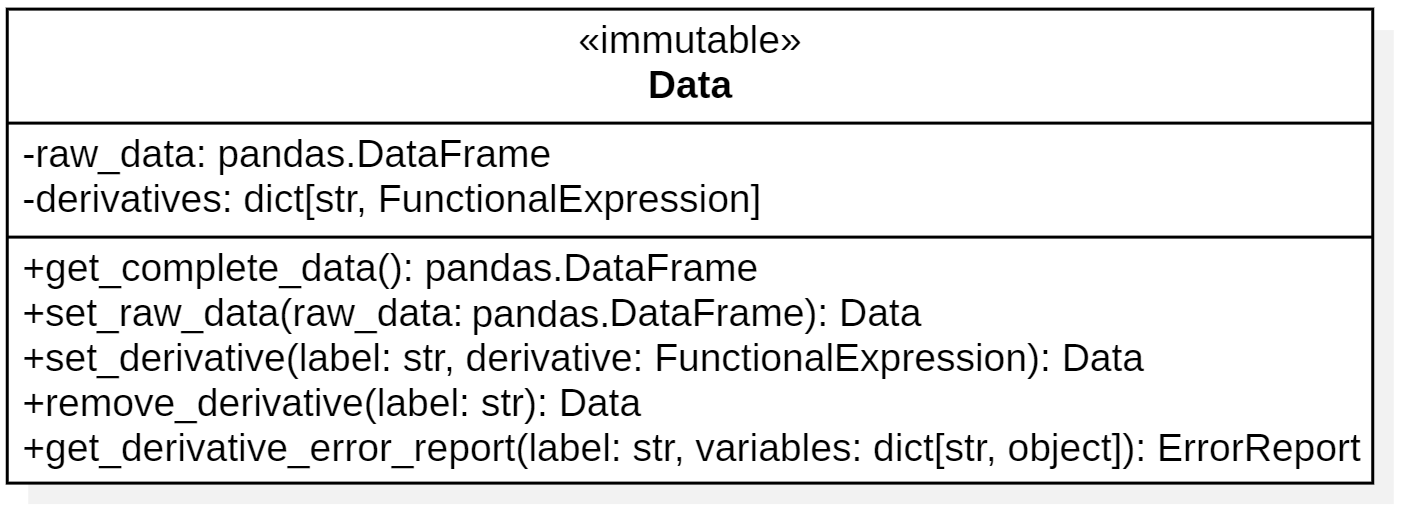 «immutable»
Data
-raw_data: pandas.DataFrame
-derivatives: dict[str, FunctionalExpression]
+get_complete_data(): pandas.DataFrame
+set_raw_data(raw_data: pandas.DataFrame): Data
+set_derivative(label: str, derivative: FunctionalExpression): Data
+remove_derivative(label: str): Data
+get_derivative_error_report(label: str, variables: dict[str, object]): ErrorReport